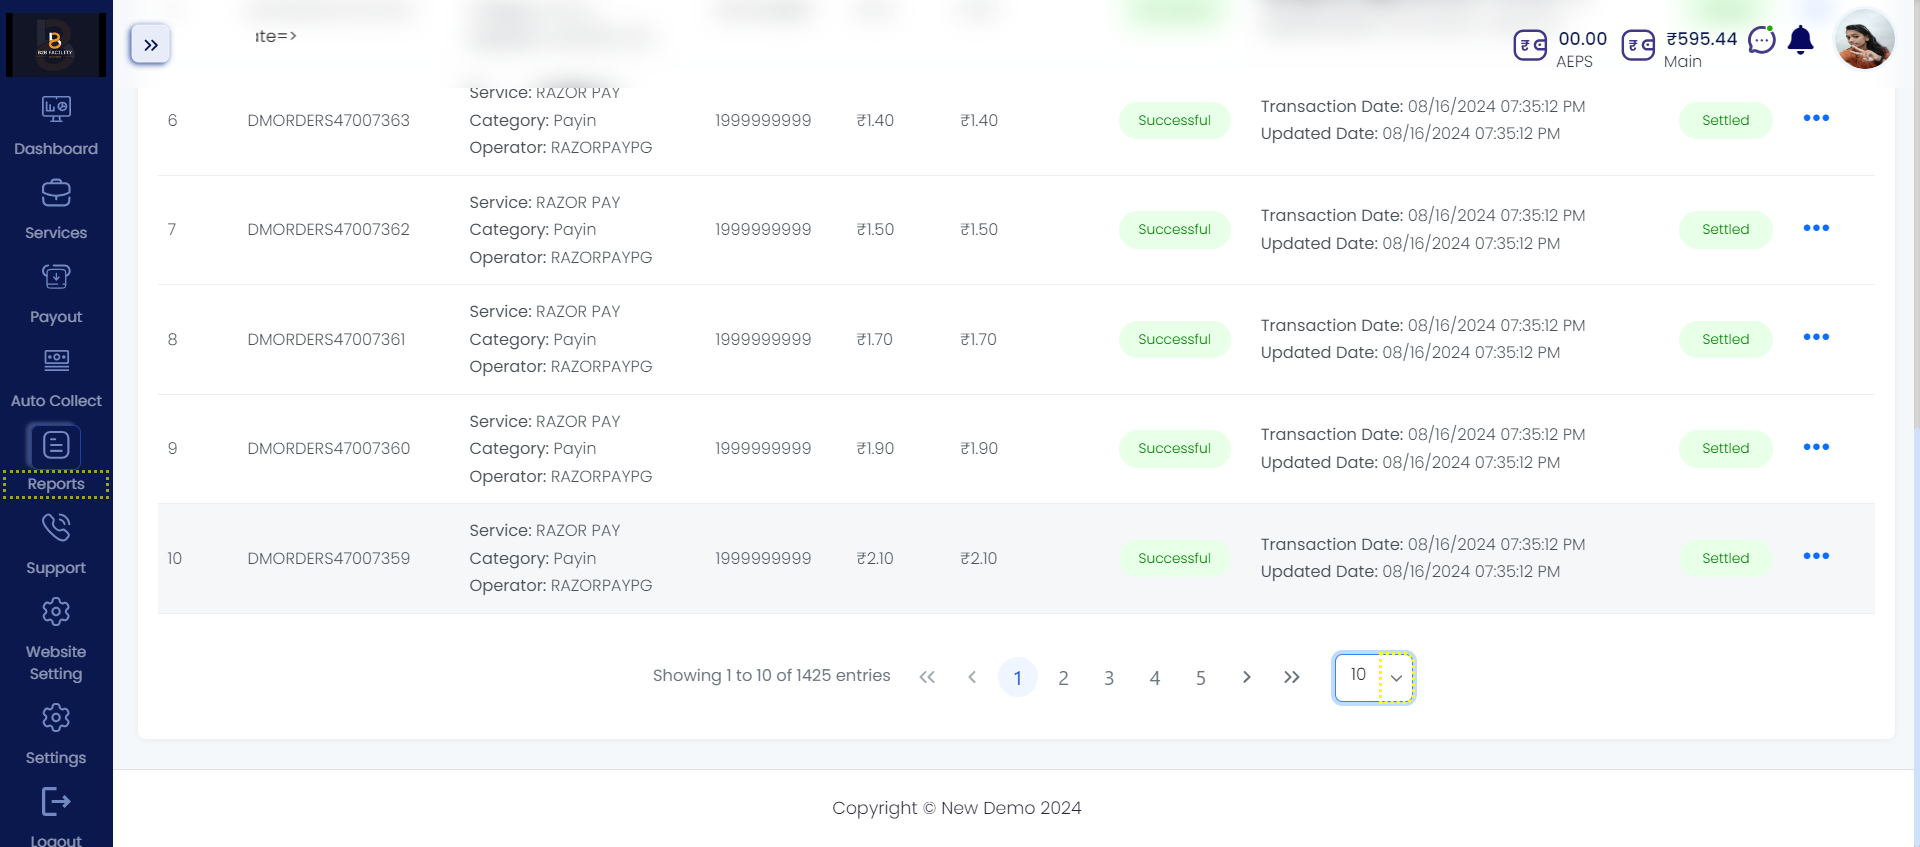 B2B FACILITY
ate=>
00.00
AEPS
₹595.44
Main
Dashboard
Services
Payout
Auto Collect
Reports
Support
Website
Setting
Settings
Logout
Service: RAZOR PAY
6 DMORDERS47007363 Category: Payin 1999999999 ₹1.40 ₹1.40 Successful Transaction Date: 08/16/2024 07:35:12 PM Settled
Operator: RAZORPAYPG Updated Date: 08/16/2024 07:35:12 PM
Service: RAZOR PAY
7 DMORDERS47007362 Category: Payin 1999999999 ₹1.50 ₹1.50 Successful Transaction Date: 08/16/2024 07:35:12 PM Settled
Operator: RAZORPAYPG Updated Date: 08/16/2024 07:35:12 PM
Service: RAZOR PAY
8 DMORDERS47007361 Category: Payin 1999999999 ₹1.70 ₹1.70 Successful Transaction Date: 08/16/2024 07:35:12 PM Settled
Operator: RAZORPAYPG Updated Date: 08/16/2024 07:35:12 PM
Service: RAZOR PAY
9 DMORDERS47007360 Category: Payin 1999999999 ₹1.90 ₹1.90 Successful Transaction Date: 08/16/2024 07:35:12 PM Settled
Operator: RAZORPAYPG Updated Date: 08/16/2024 07:35:12 PM
Service: RAZOR PAY
10 DMORDERS47007359 Category: Payin 1999999999 ₹2.10 ₹2.10 Successful Transaction Date: 08/16/2024 07:35:12 PM Settled
Operator: RAZORPAYPG Updated Date: 08/16/2024 07:35:12 PM
Showing 1 to 10 of 1425 entries « ‹ 1 2 3 4 5 › » 10
Copyright © New Demo 2024